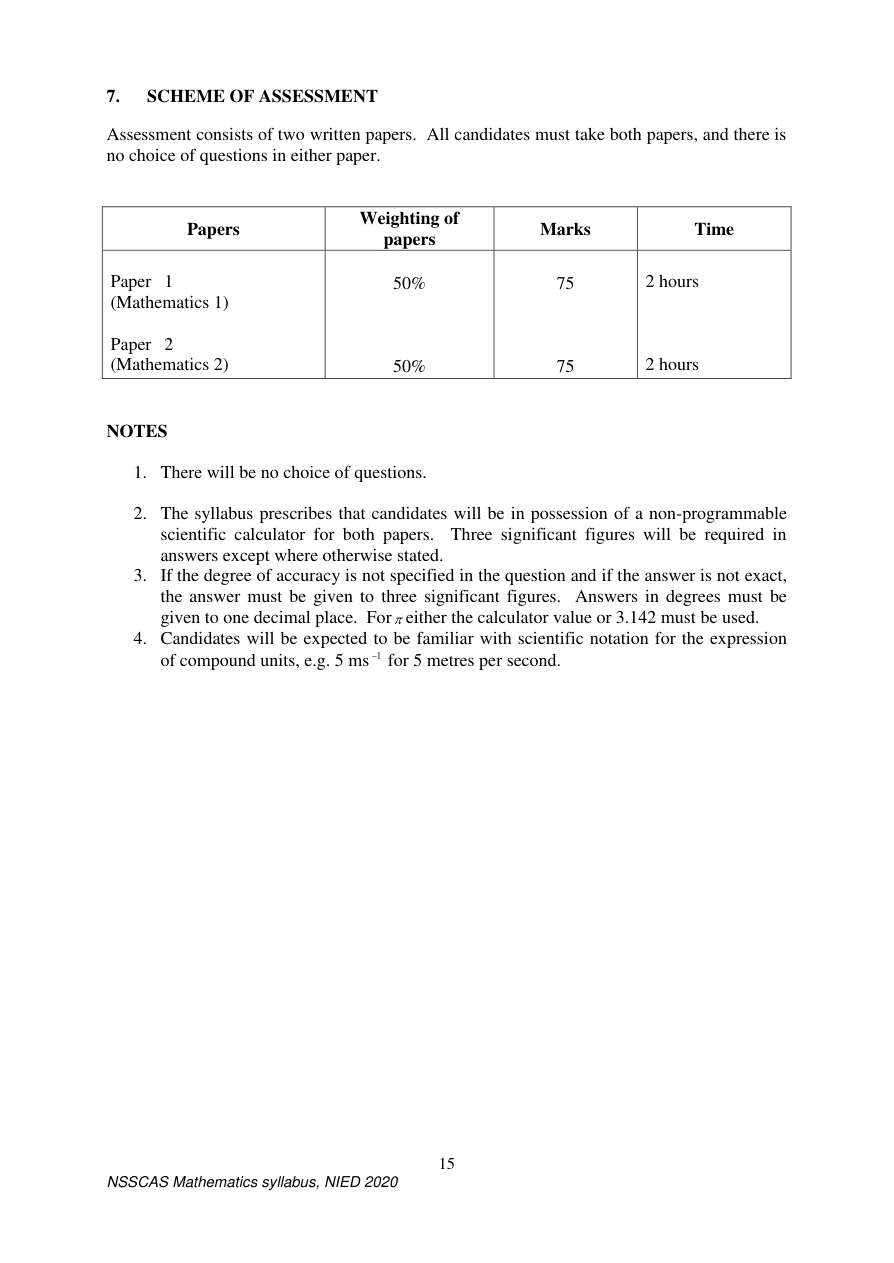 7. SCHEME OF ASSESSMENT
Assessment consists of two written papers. All candidates must take both papers, and there is
no choice of questions in either paper.
Papers Weighting of papers Marks Time
Paper 1 50% 75 2 hours
(Mathematics 1)
Paper 2
(Mathematics 2) 50% 75 2 hours
NOTES
1. There will be no choice of questions.
2. The syllabus prescribes that candidates will be in possession of a non-programmable
scientific calculator for both papers. Three significant figures will be required in
answers except where otherwise stated.
3. If the degree of accuracy is not specified in the question and if the answer is not exact,
the answer must be given to three significant figures. Answers in degrees must be
given to one decimal place. For π either the calculator value or 3.142 must be used.
4. Candidates will be expected to be familiar with scientific notation for the expression
of compound units, e.g. 5 ms⁻¹ for 5 metres per second.
15
NSSCAS Mathematics syllabus, NIED 2020